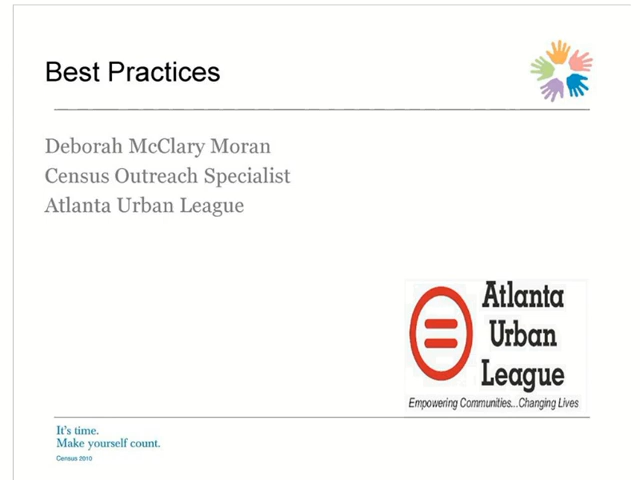 Best Practices
Deborah McClary Moran
Census Outreach Specialist
Atlanta Urban League
Atlanta
Urban
League
Empowering Communities...Changing Lives
It's time.
Make yourself count.
Census 2010